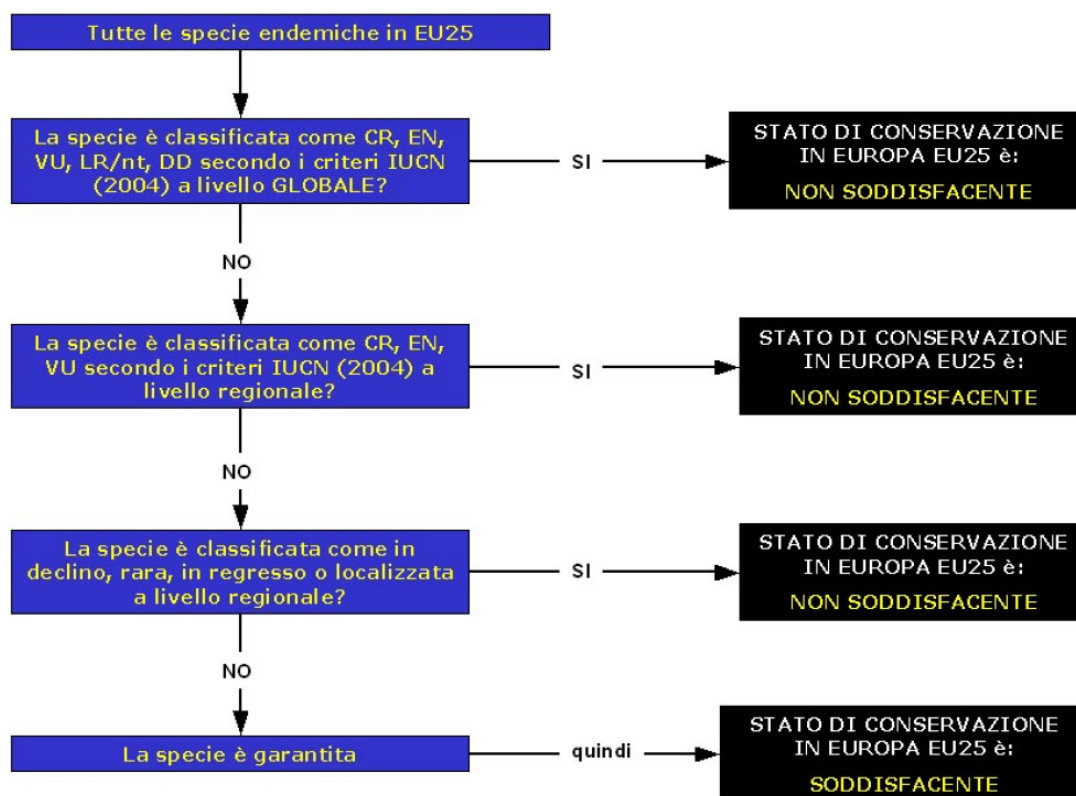 Tutte le specie endemiche in EU25
La specie è classificata come CR, EN,
VU, LR/nt, DD secondo i criteri IUCN
(2004) a livello GLOBALE?
SI
STATO DI CONSERVAZIONE
IN EUROPA EU25 è:
NON SODDISFACENTE
NO
La specie è classificata come CR, EN,
VU secondo i criteri IUCN (2004) a
livello regionale?
SI
STATO DI CONSERVAZIONE
IN EUROPA EU25 è:
NON SODDISFACENTE
NO
La specie è classificata come in
declino, rara, in regresso o localizzata
a livello regionale?
SI
STATO DI CONSERVAZIONE
IN EUROPA EU25 è:
NON SODDISFACENTE
NO
La specie è garantita
quindi
STATO DI CONSERVAZIONE
IN EUROPA EU25 è:
SODDISFACENTE